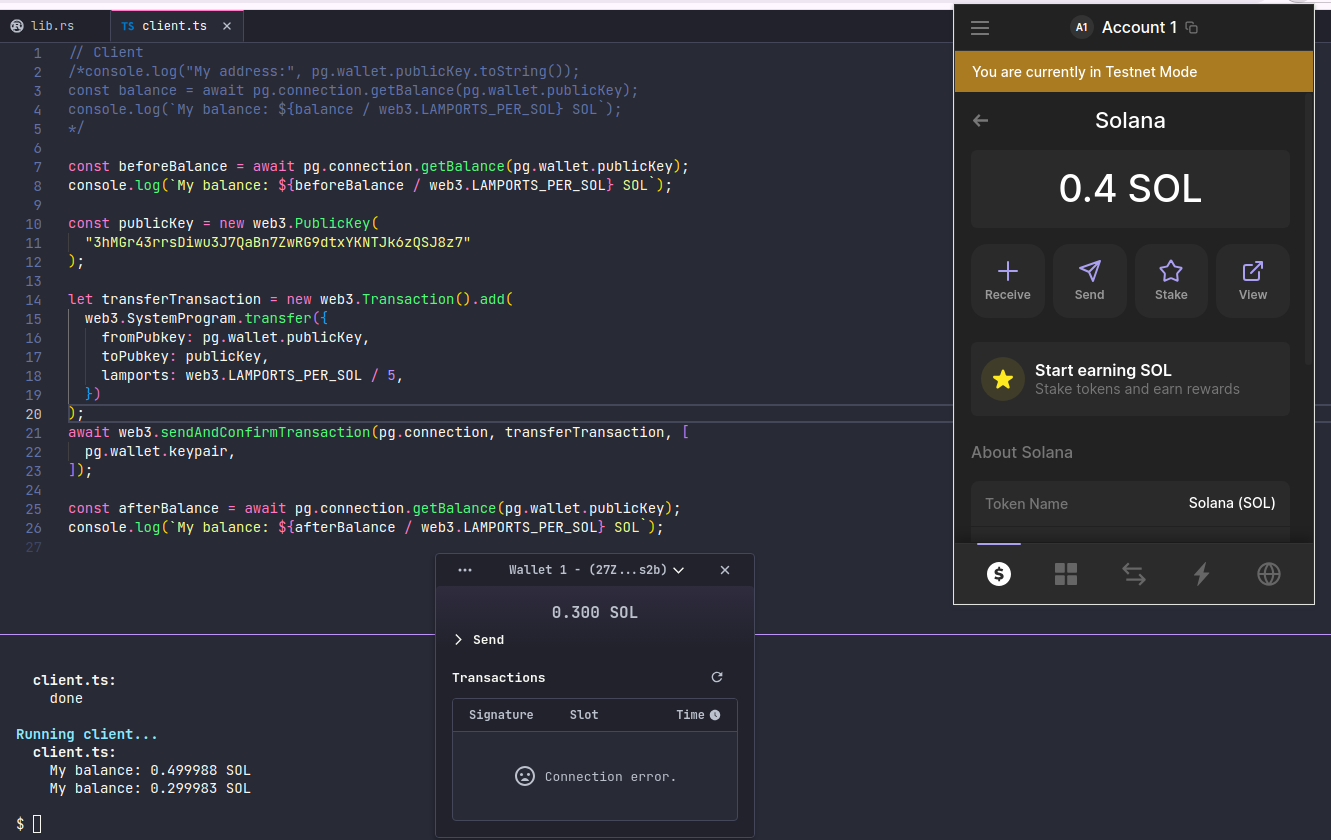 lib.rs
TS client.ts ×
1 // Client
2 /*console.log("My address:", pg.wallet.publicKey.toString());
3 const balance = await pg.connection.getBalance(pg.wallet.publicKey);
4 console.log(`My balance: ${balance / web3.LAMPORTS_PER_SOL} SOL`);
5 */
6
7 const beforeBalance = await pg.connection.getBalance(pg.wallet.publicKey);
8 console.log(`My balance: ${beforeBalance / web3.LAMPORTS_PER_SOL} SOL`);
9
10 const publicKey = new web3.PublicKey(
11 "3hMGr43rrsDiwu3J7QaBn7ZwRG9dtxYKNTJk6zQSJ8z7"
12 );
13
14 let transferTransaction = new web3.Transaction().add(
15 web3.SystemProgram.transfer({
16 fromPubkey: pg.wallet.publicKey,
17 toPubkey: publicKey,
18 lamports: web3.LAMPORTS_PER_SOL / 5,
19 })
20 );
21 await web3.sendAndConfirmTransaction(pg.connection, transferTransaction, [
22 pg.wallet.keypair,
23 ]);
24
25 const afterBalance = await pg.connection.getBalance(pg.wallet.publicKey);
26 console.log(`My balance: ${afterBalance / web3.LAMPORTS_PER_SOL} SOL`);
27
client.ts:
done
Running client...
client.ts:
My balance: 0.499988 SOL
My balance: 0.299983 SOL
$
Wallet 1 - (27Z...s2b)
0.300 SOL
Send
Transactions
Signature Slot Time
Connection error.
A1 Account 1
You are currently in Testnet Mode
Solana
0.4 SOL
Receive Send Stake View
Start earning SOL
Stake tokens and earn rewards
About Solana
Token Name Solana (SOL)